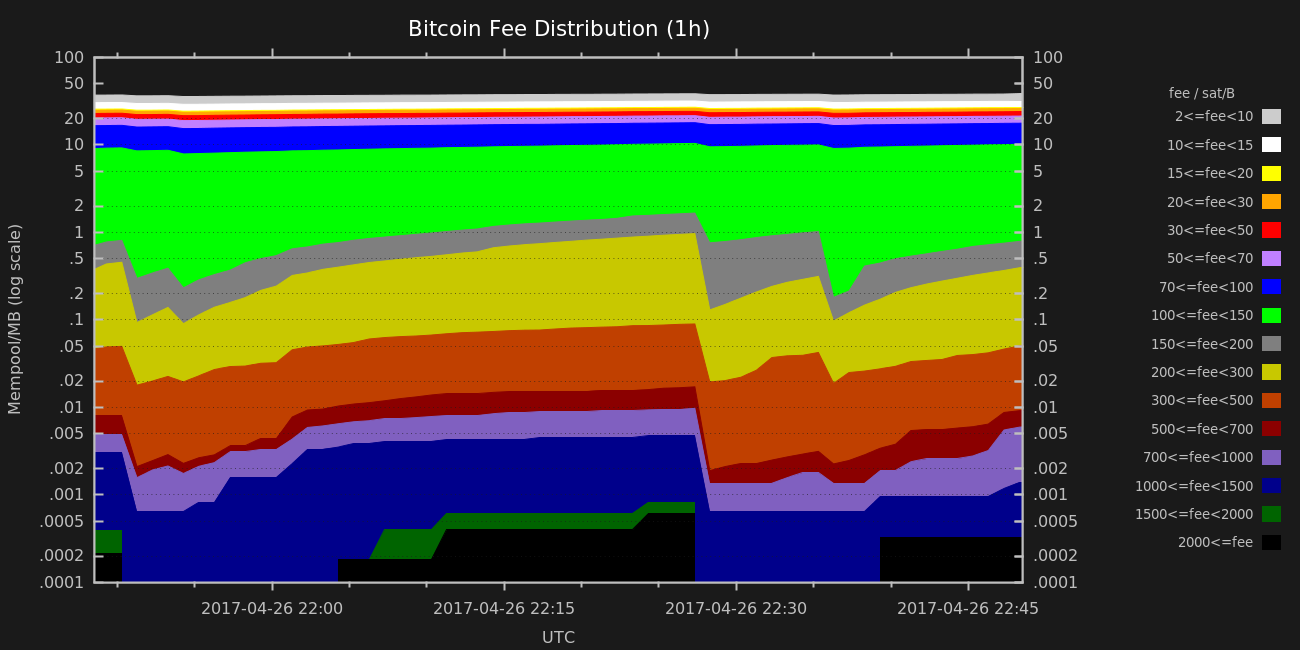 Bitcoin Fee Distribution (1h)
Mempool/MB (log scale)
100
50
20
10
5
2
1
.5
.2
.1
.05
.02
.01
.005
.002
.001
.0005
.0002
.0001
100
50
20
10
5
2
1
.5
.2
.1
.05
.02
.01
.005
.002
.001
.0005
.0002
.0001
2017-04-26 22:00 2017-04-26 22:15 2017-04-26 22:30 2017-04-26 22:45
UTC
fee / sat/B
2<=fee<10
10<=fee<15
15<=fee<20
20<=fee<30
30<=fee<50
50<=fee<70
70<=fee<100
100<=fee<150
150<=fee<200
200<=fee<300
300<=fee<500
500<=fee<700
700<=fee<1000
1000<=fee<1500
1500<=fee<2000
2000<=fee